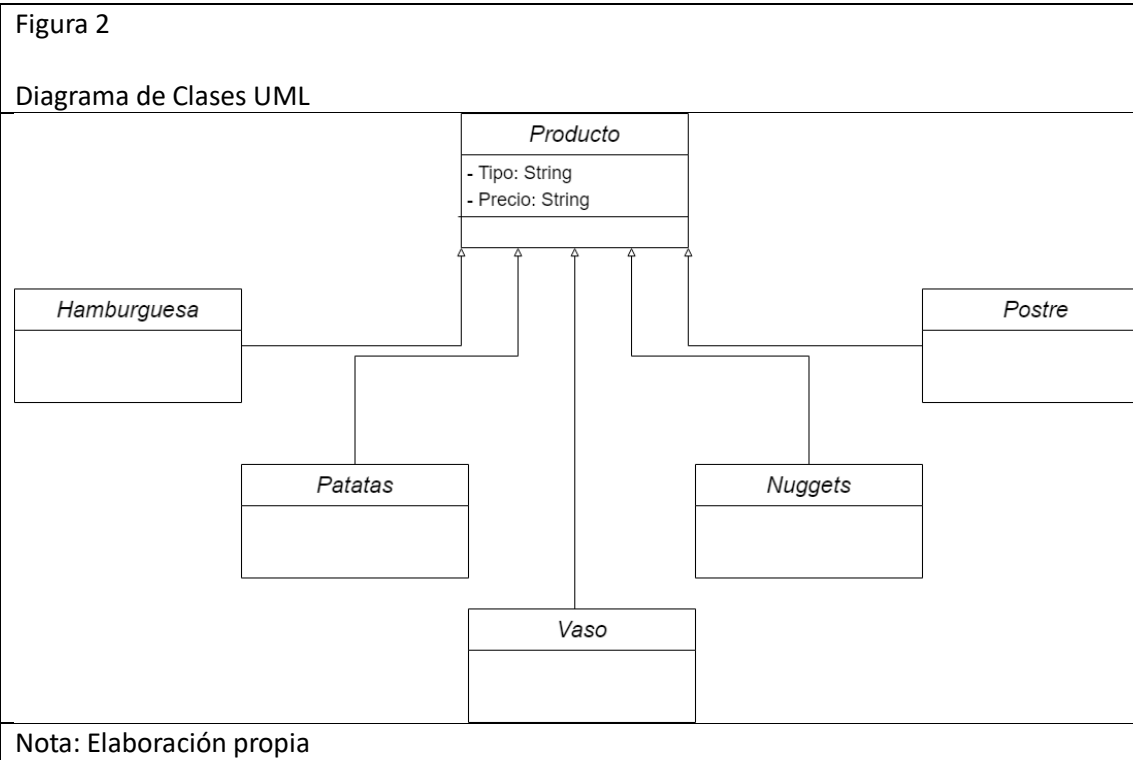 Figura 2
Diagrama de Clases UML
Producto
- Tipo: String
- Precio: String
Hamburguesa
Postre
Patatas
Nuggets
Vaso
Nota: Elaboración propia